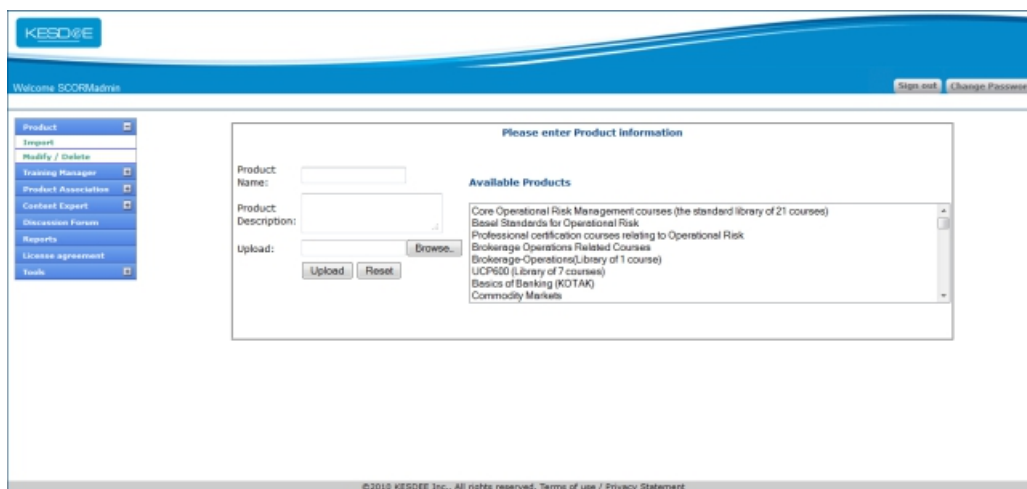 KESD@E
Welcome SCORMadmin
Sign out
Change Passwor
Product
Import
Modify / Delete
Training Manager
Product Association
Content Expert
Discussion Forum
Reports
License agreement
Tools
Please enter Product information
Product
Name:
Product
Description:
Upload:
Browse..
Upload
Reset
Available Products
Core Operational Risk Management courses (the standard library of 21 courses)
Basel Standards for Operational Risk
Professional certification courses relating to Operational Risk
Brokerage Operations Related Courses
Brokerage-Operations(Library of 1 course)
UCP600 (Library of 7 courses)
Basics of Banking (KOTAK)
Commodity Markets
©2010 KESDEE Inc.. All rights reserved. Terms of use / Privacy Statement